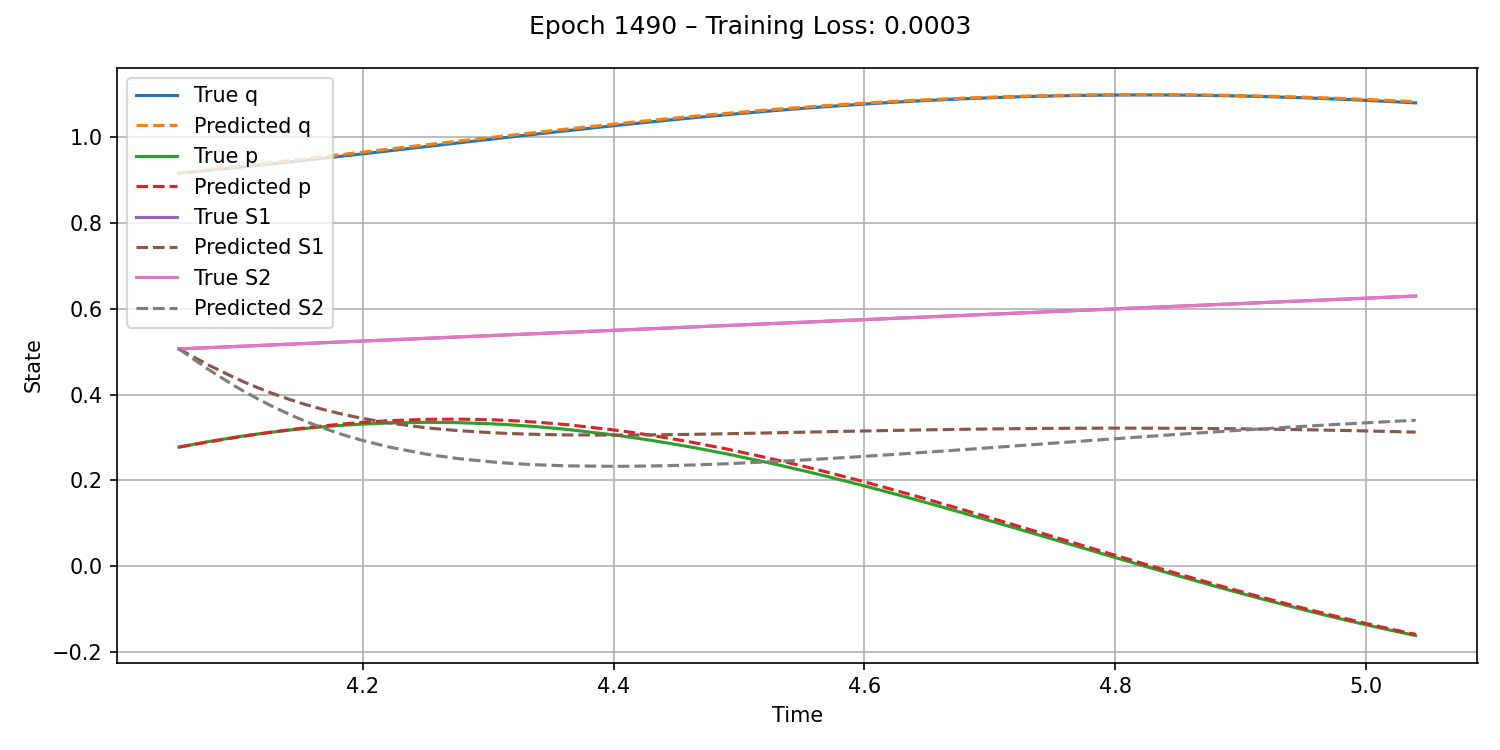 Epoch 1490 – Training Loss: 0.0003
True q
Predicted q
True p
Predicted p
True S1
Predicted S1
True S2
Predicted S2
1.0
0.8
0.6
0.4
0.2
0.0
−0.2
State
4.2 4.4 4.6 4.8 5.0
Time